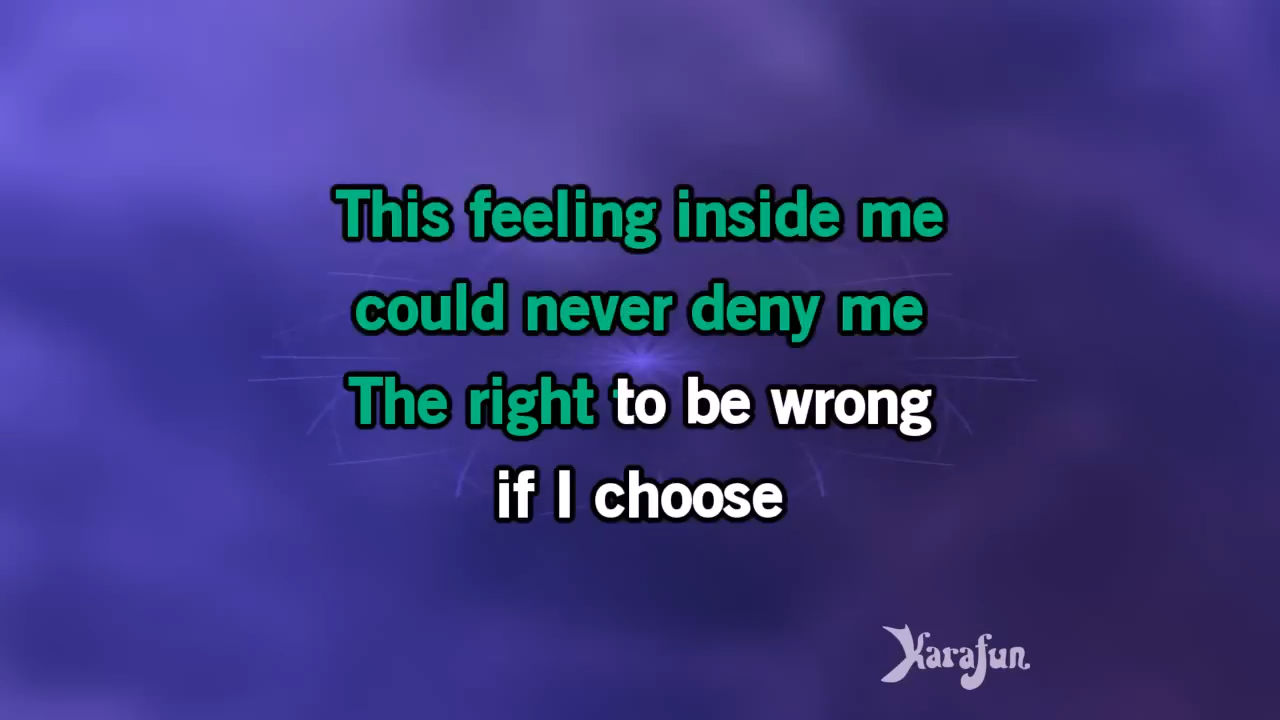 This feeling inside me
could never deny me
The right to be wrong
if I choose
Karafun